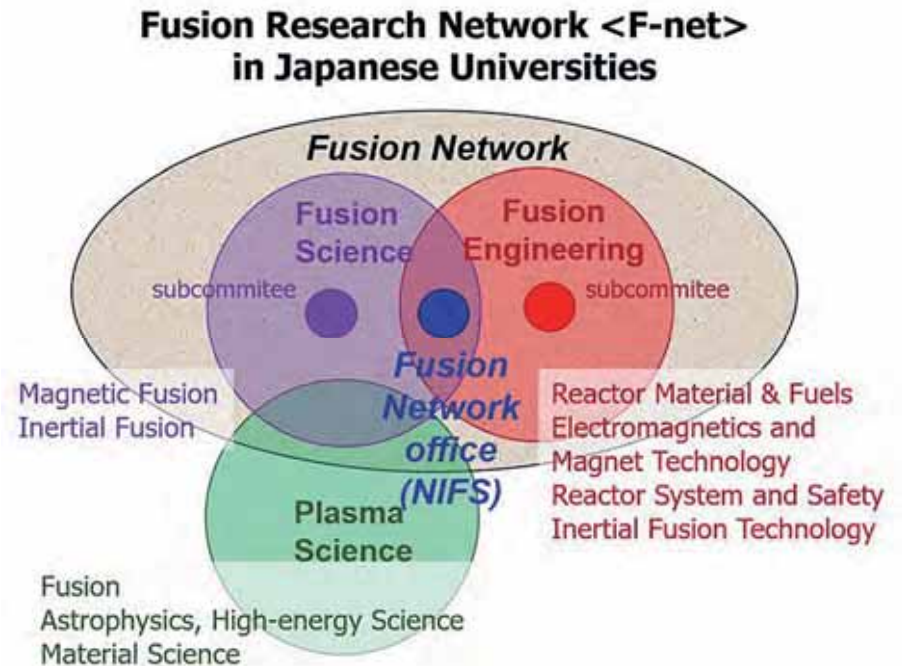 Fusion Research Network <F-net>
in Japanese Universities
Fusion Network
Fusion
Science
Fusion
Engineering
subcommitee
subcommitee
Fusion
Network
office
(NIFS)
Magnetic Fusion
Inertial Fusion
Reactor Material & Fuels
Electromagnetics and
Magnet Technology
Reactor System and Safety
Inertial Fusion Technology
Plasma
Science
Fusion
Astrophysics, High-energy Science
Material Science